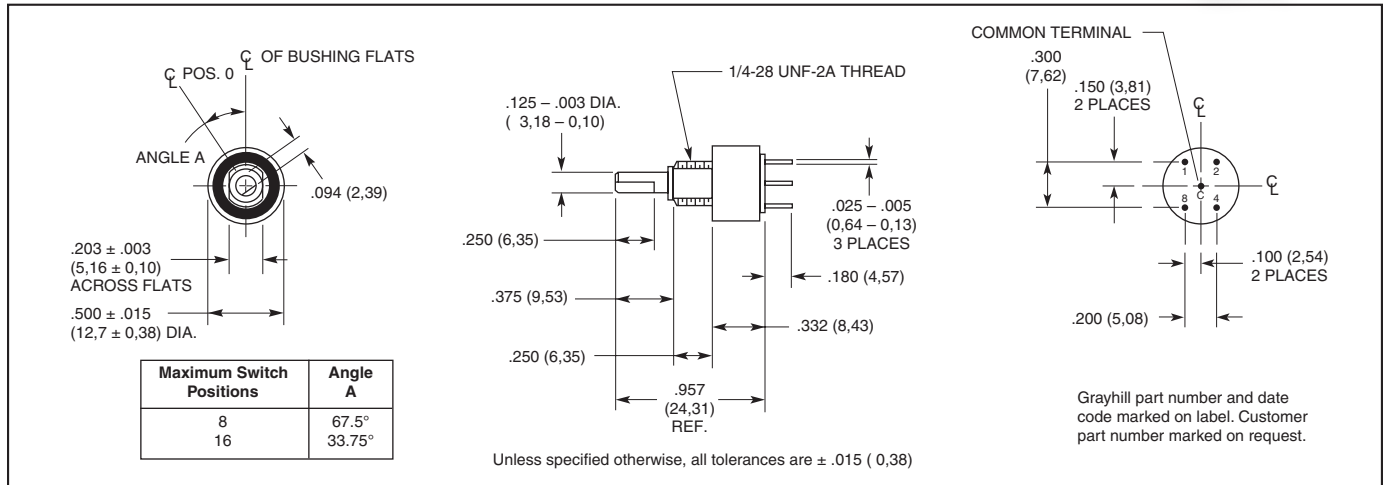 ℄ OF BUSHING FLATS
℄ POS. 0
ANGLE A
.094 (2,39)
.203 ± .003
(5,16 ± 0,10)
ACROSS FLATS
.500 ± .015
(12,7 ± 0,38) DIA.
Maximum Switch
Positions
Angle
A
8
67.5°
16
33.75°
1/4-28 UNF-2A THREAD
.125 – .003 DIA.
( 3,18 – 0,10)
.025 – .005
(0,64 – 0,13)
3 PLACES
.250 (6,35)
.180 (4,57)
.375 (9,53)
.332 (8,43)
.250 (6,35)
.957
(24,31)
REF.
Unless specified otherwise, all tolerances are ± .015 ( 0,38)
COMMON TERMINAL
.300
(7,62)
.150 (3,81)
2 PLACES
℄
1 2
C
℄
8 4
.100 (2,54)
2 PLACES
.200 (5,08)
Grayhill part number and date
code marked on label. Customer
part number marked on request.